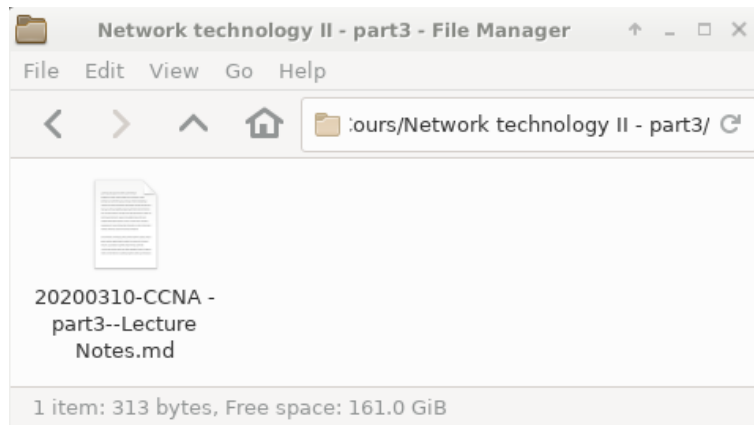 Network technology II - part3 - File Manager
File Edit View Go Help
:ours/Network technology II - part3/
20200310-CCNA -
part3--Lecture
Notes.md
1 item: 313 bytes, Free space: 161.0 GiB